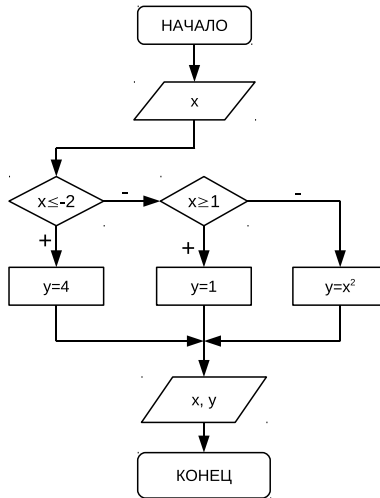 НАЧАЛО
x
x≤-2
-
x≥1
-
+
+
y=4
y=1
y=x²
x, y
КОНЕЦ